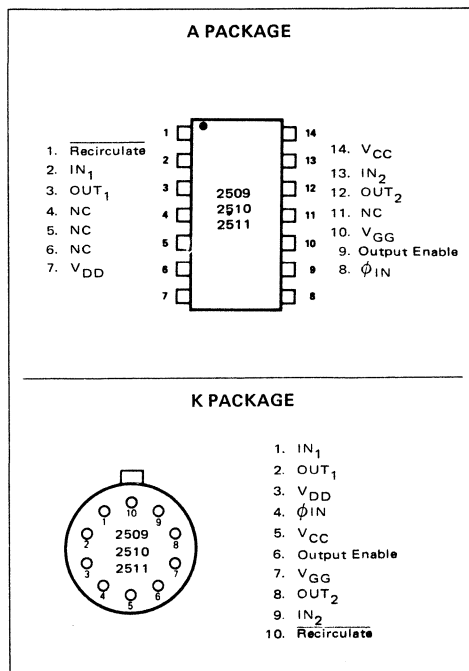 A PACKAGE
1. Recirculate
2. IN1
3. OUT1
4. NC
5. NC
6. NC
7. VDD
1
2
3
4
5
6
7
2509
2510
2511
14
13
12
11
10
9
8
14. VCC
13. IN2
12. OUT2
11. NC
10. VGG
9. Output Enable
8. ϕIN
K PACKAGE
10
1 9
2 2509 8
2510
3 2511 7
4 6
5
1. IN1
2. OUT1
3. VDD
4. ϕIN
5. VCC
6. Output Enable
7. VGG
8. OUT2
9. IN2
10. Recirculate